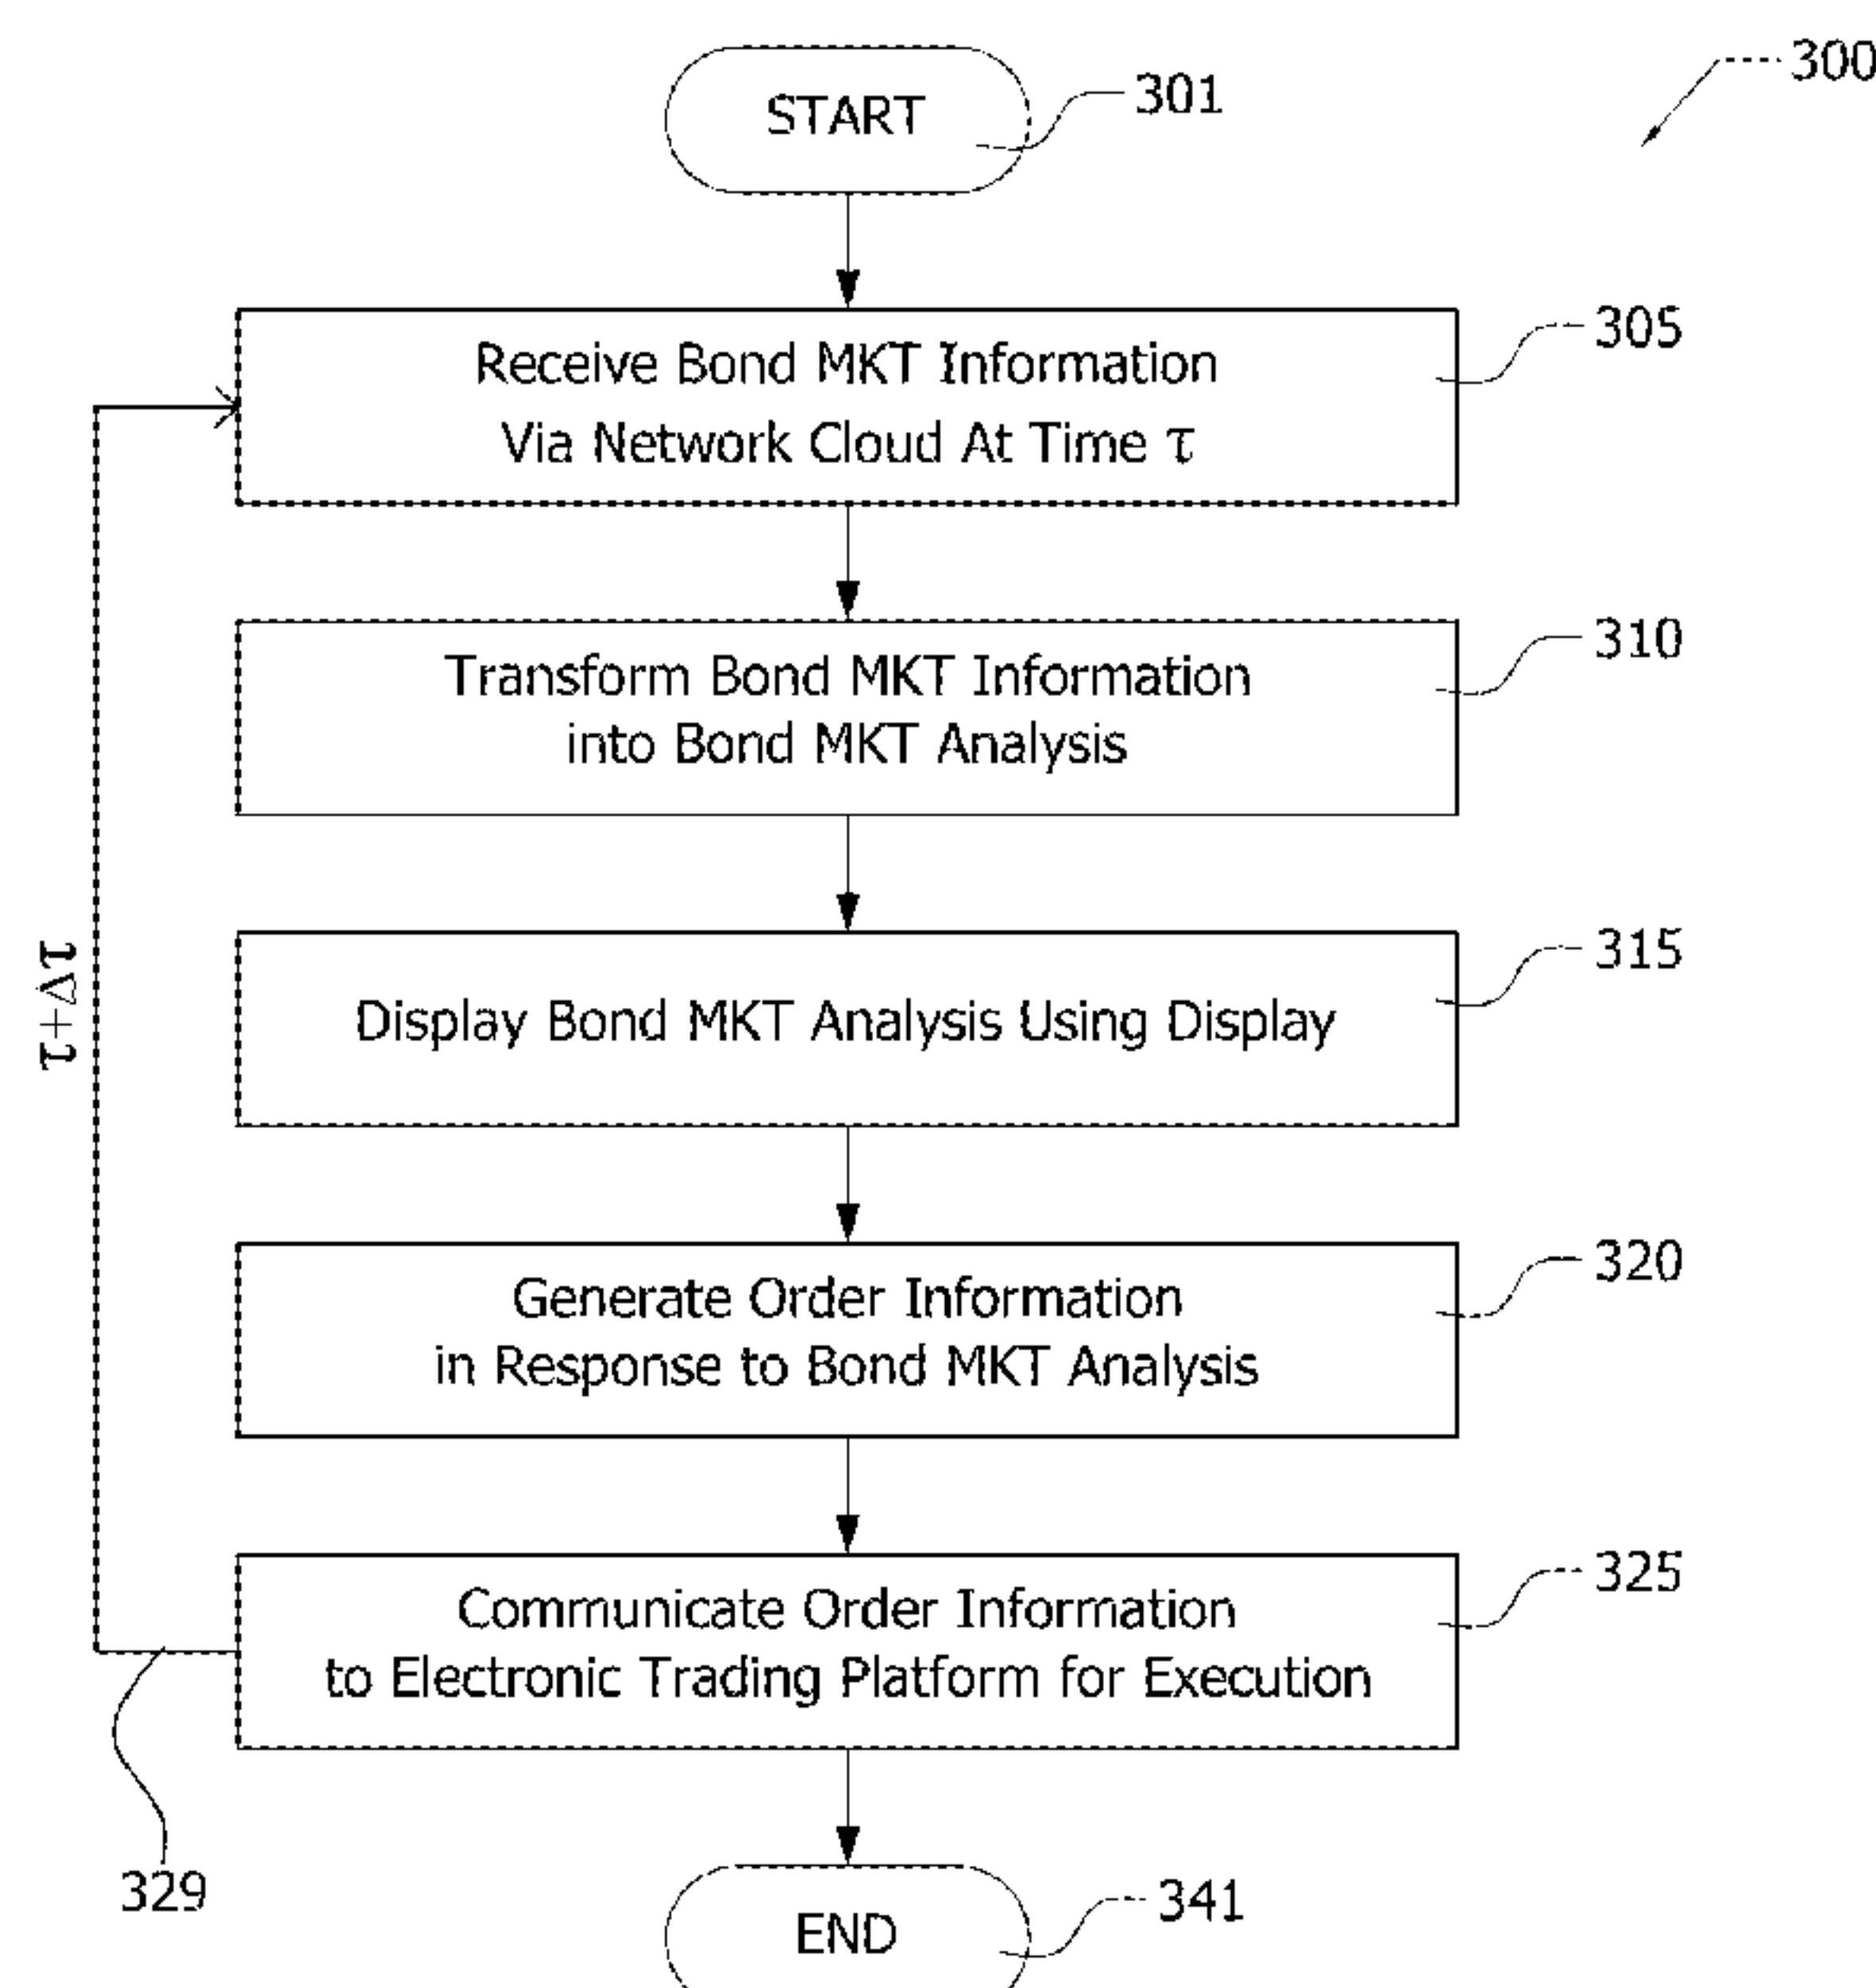 300
START
301
Receive Bond MKT Information
Via Network Cloud At Time τ
305
Transform Bond MKT Information
into Bond MKT Analysis
310
Display Bond MKT Analysis Using Display
315
τ+Δτ
Generate Order Information
in Response to Bond MKT Analysis
320
Communicate Order Information
to Electronic Trading Platform for Execution
325
329
END
341